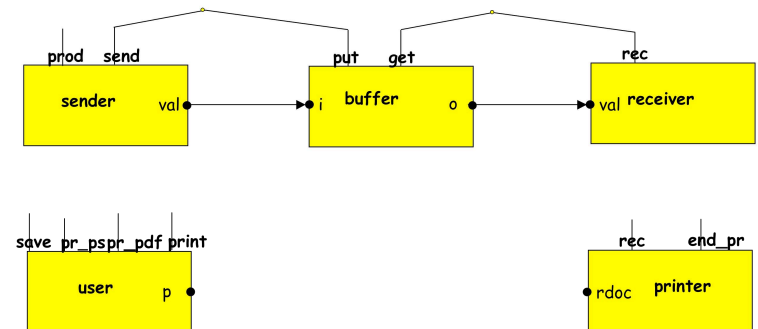 prod send put get rec
sender val i buffer o val receiver
save pr_ps pr_pdf print rec end_pr
user p rdoc printer